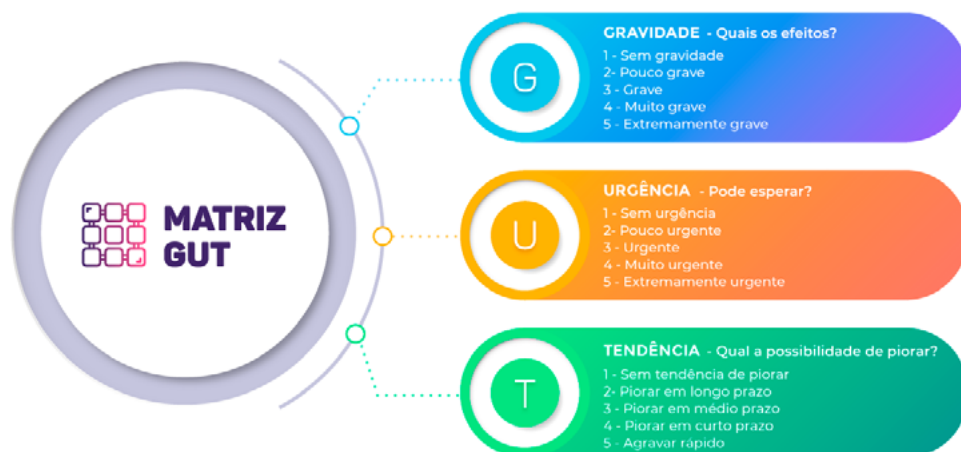 MATRIZ
GUT
G
GRAVIDADE - Quais os efeitos?
1 - Sem gravidade
2- Pouco grave
3 - Grave
4 - Muito grave
5 - Extremamente grave
U
URGÊNCIA - Pode esperar?
1 - Sem urgência
2- Pouco urgente
3 - Urgente
4 - Muito urgente
5 - Extremamente urgente
T
TENDÊNCIA - Qual a possibilidade de piorar?
1 - Sem tendência de piorar
2- Piorar em longo prazo
3 - Piorar em médio prazo
4 - Piorar em curto prazo
5 - Agravar rápido